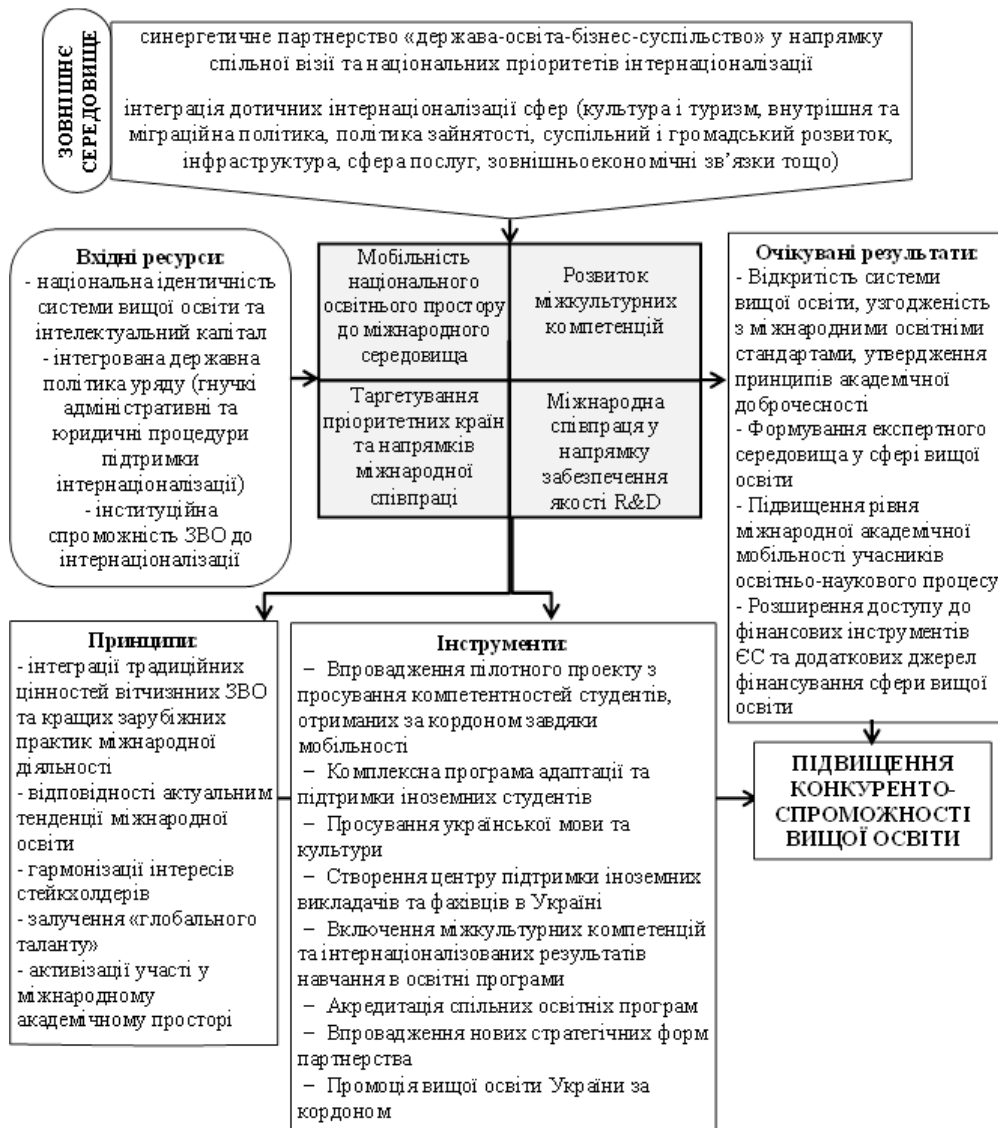 ЗОВНІШНЄ
СЕРЕДОВИЩЕ
синергетичне партнерство «держава-освіта-бізнес-суспільство» у напрямку
спільної візії та національних пріоритетів інтернаціоналізації
інтеграція дотичних інтернаціоналізації сфер (культура і туризм, внутрішня та
міграційна політика, політика зайнятості, суспільний і громадський розвиток,
інфраструктура, сфера послуг, зовнішньоекономічні зв’язки тощо)
Вхідні ресурси:
- національна ідентичність
системи вищої освіти та
інтелектуальний капітал
- інтегрована державна
політика уряду (гнучкі
адміністративні та
юридичні процедури
підтримки
інтернаціоналізації)
- інституційна
спроможність ЗВО до
інтернаціоналізації
Мобільність
національного
освітнього простору
до міжнародного
середовища
Розвиток
міжкультурних
компетенцій
Таргетування
пріоритетних країн
та напрямків
міжнародної
співпраці
Міжнародна
співпраця у
напрямку
забезпечення
якості R&D
Очікувані результати:
- Відкритість системи
вищої освіти, узгодженість
з міжнародними освітніми
стандартами, утвердження
принципів академічної
доброчесності
- Формування експертного
середовища у сфері вищої
освіти
- Підвищення рівня
міжнародної академічної
мобільності учасників
освітньо-наукового процесу
- Розширення доступу до
фінансових інструментів
ЄС та додаткових джерел
фінансування сфери вищої
освіти
Принципи:
- інтеграції традиційних
цінностей вітчизнних ЗВО
та кращих зарубіжних
практик міжнародної
діяльності
- відповідності актуальним
тенденції міжнародної
освіти
- гармонізації інтересів
стейкхолдерів
- залучення «глобального
таланту»
- активізації участі у
міжнародному
академічному просторі
Інструменти:
– Впровадження пілотного проекту з
просування компетентностей студентів,
отриманих за кордоном завдяки
мобільності
– Комплексна програма адаптації та
підтримки іноземних студентів
– Просування української мови та
культури
– Створення центру підтримки іноземних
викладачів та фахівців в Україні
– Включення міжкультурних компетенцій
та інтернаціоналізованих результатів
навчання в освітні програми
– Акредитація спільних освітніх програм
– Впровадження нових стратегічних форм
партнерства
– Промоція вищої освіти України за
кордоном
ПІДВИЩЕННЯ
КОНКУРЕНТО-
СПРОМОЖНОСТІ
ВИЩОЇ ОСВІТИ